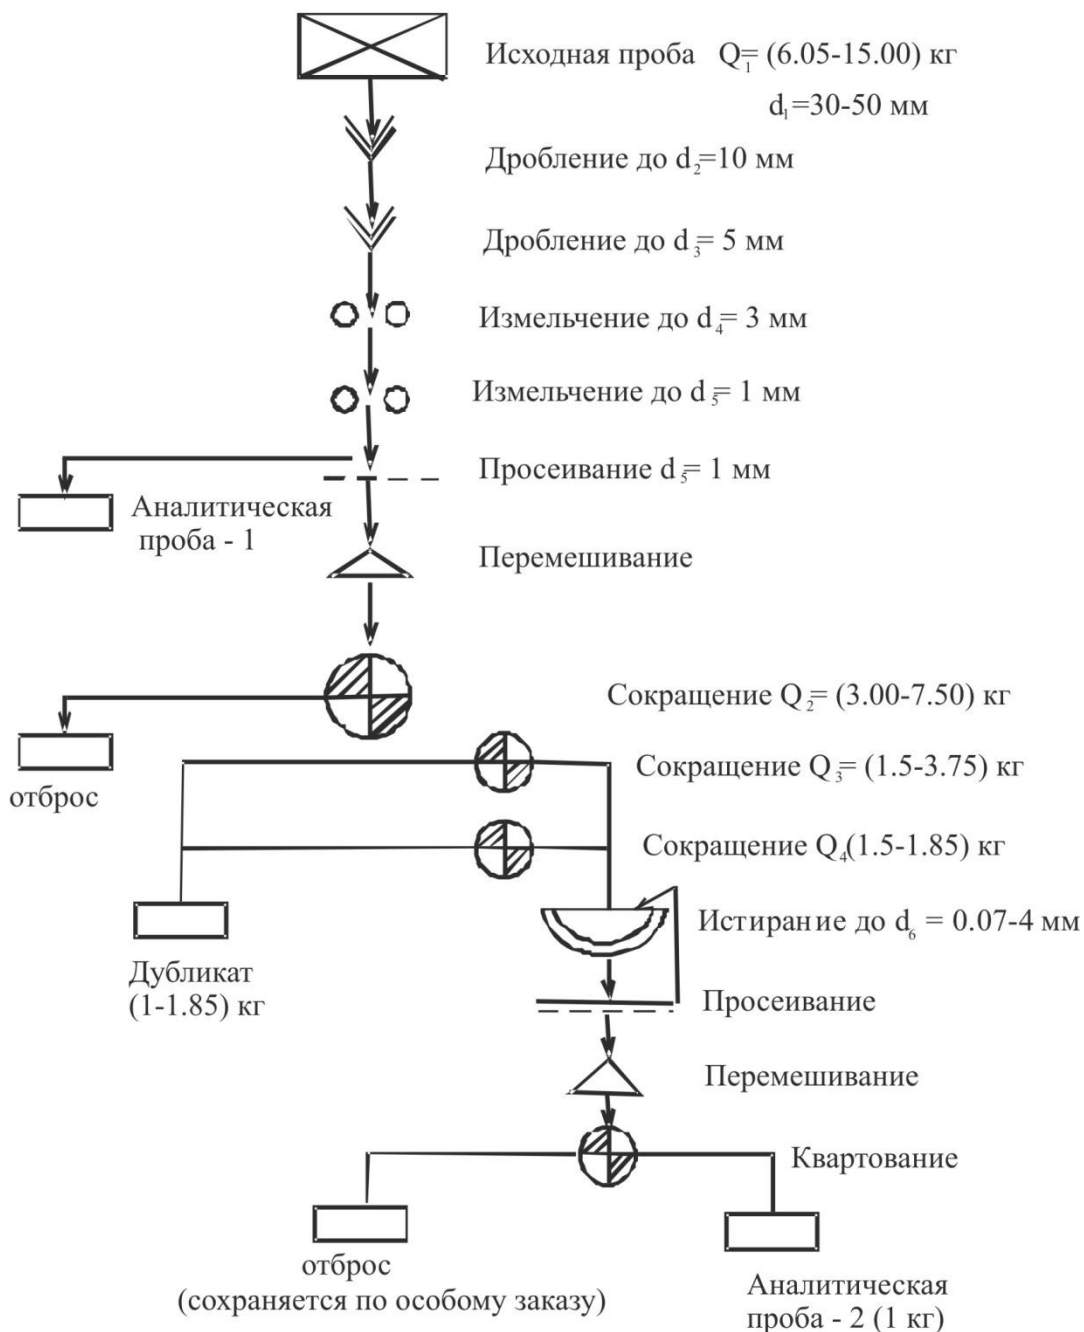 Исходная проба Q₁= (6.05-15.00) кг
d₁=30-50 мм
Дробление до d₂=10 мм
Дробление до d₃= 5 мм
Измельчение до d₄= 3 мм
Измельчение до d₅= 1 мм
Просеивание d₅= 1 мм
Аналитическая
проба - 1
Перемешивание
Сокращение Q₂= (3.00-7.50) кг
отброс
Сокращение Q₃= (1.5-3.75) кг
Сокращение Q₄(1.5-1.85) кг
Истирание до d₆ = 0.07-4 мм
Дубликат
(1-1.85) кг
Просеивание
Перемешивание
Квартование
отброс
(сохраняется по особому заказу)
Аналитическая
проба - 2 (1 кг)